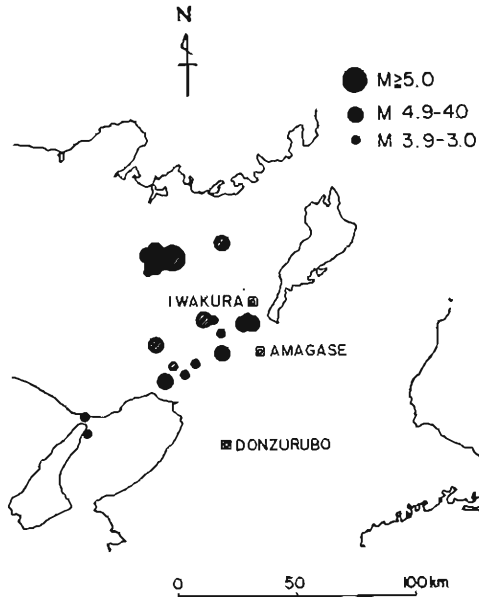 N
M≧5.0
M 4.9-4.0
M 3.9-3.0
IWAKURA
AMAGASE
DONZURUBO
0 50 100km